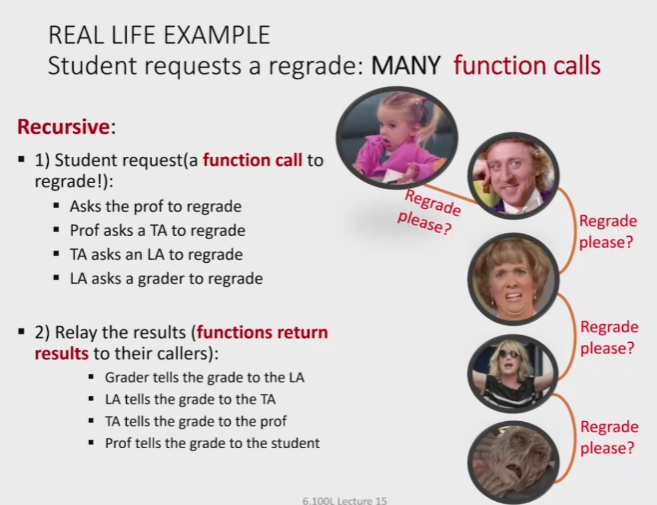 REAL LIFE EXAMPLE
Student requests a regrade: MANY function calls
Recursive:
▪ 1) Student request(a function call to
regrade!):
▪ Asks the prof to regrade
▪ Prof asks a TA to regrade
▪ TA asks an LA to regrade
▪ LA asks a grader to regrade
▪ 2) Relay the results (functions return
results to their callers):
▪ Grader tells the grade to the LA
▪ LA tells the grade to the TA
▪ TA tells the grade to the prof
▪ Prof tells the grade to the student
Regrade
please?
Regrade
please?
Regrade
please?
Regrade
please?
6.100L Lecture 15